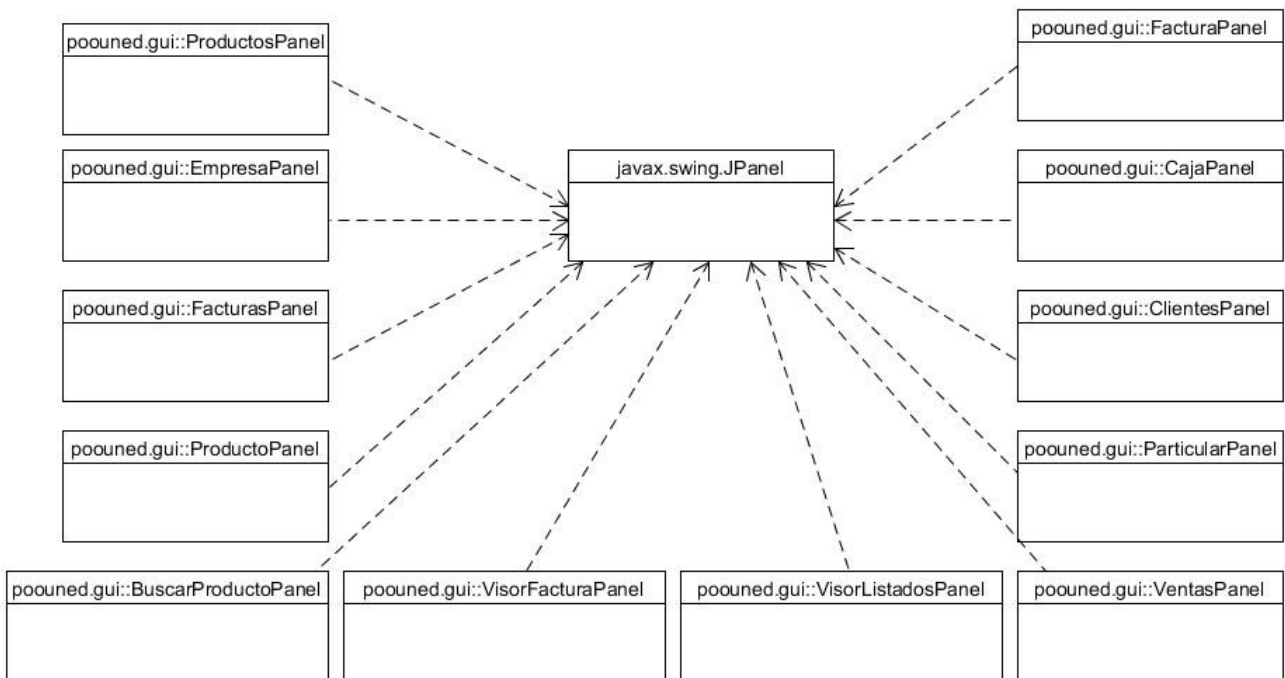 poouned.gui::ProductosPanel
poouned.gui::FacturaPanel
poouned.gui::EmpresaPanel
javax.swing.JPanel
poouned.gui::CajaPanel
poouned.gui::FacturasPanel
poouned.gui::ClientesPanel
poouned.gui::ProductoPanel
poouned.gui::ParticularPanel
poouned.gui::BuscarProductoPanel
poouned.gui::VisorFacturaPanel
poouned.gui::VisorListadosPanel
poouned.gui::VentasPanel